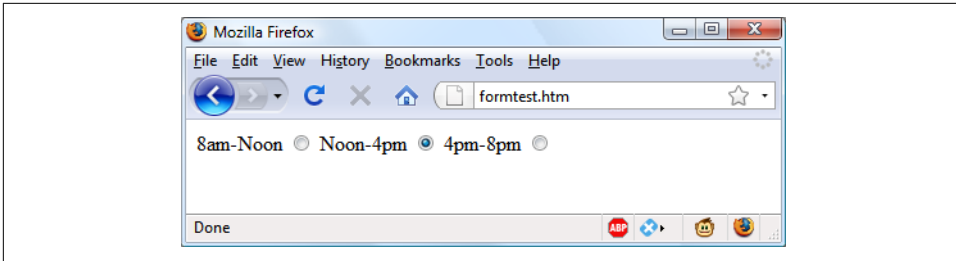 Mozilla Firefox
File Edit View History Bookmarks Tools Help
formtest.htm
8am-Noon Noon-4pm 4pm-8pm
Done ABP